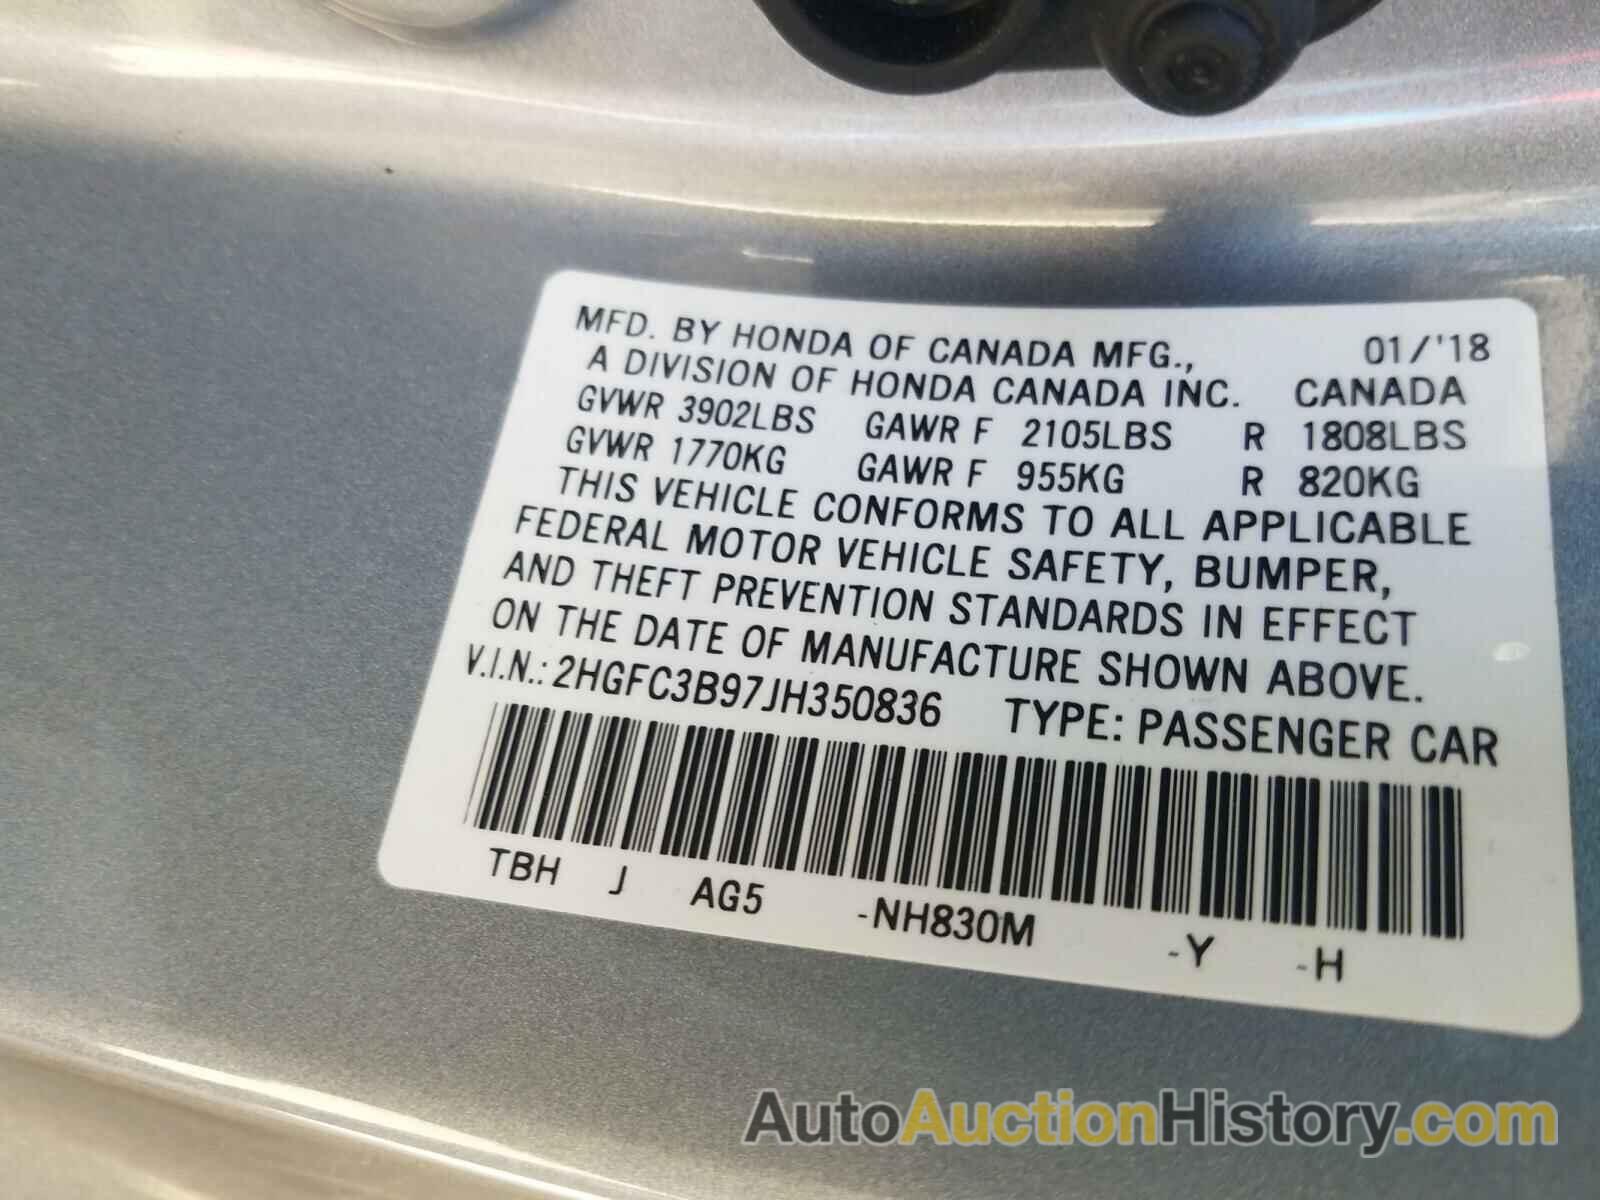 MFD. BY HONDA OF CANADA MFG., 01/'18
A DIVISION OF HONDA CANADA INC. CANADA
GVWR 3902LBS GAWR F 2105LBS R 1808LBS
GVWR 1770KG GAWR F 955KG R 820KG
THIS VEHICLE CONFORMS TO ALL APPLICABLE
FEDERAL MOTOR VEHICLE SAFETY, BUMPER,
AND THEFT PREVENTION STANDARDS IN EFFECT
ON THE DATE OF MANUFACTURE SHOWN ABOVE.
V.I.N.: 2HGFC3B97JH350836 TYPE: PASSENGER CAR
TBH J AG5 -NH830M -Y -H
AutoAuctionHistory.com